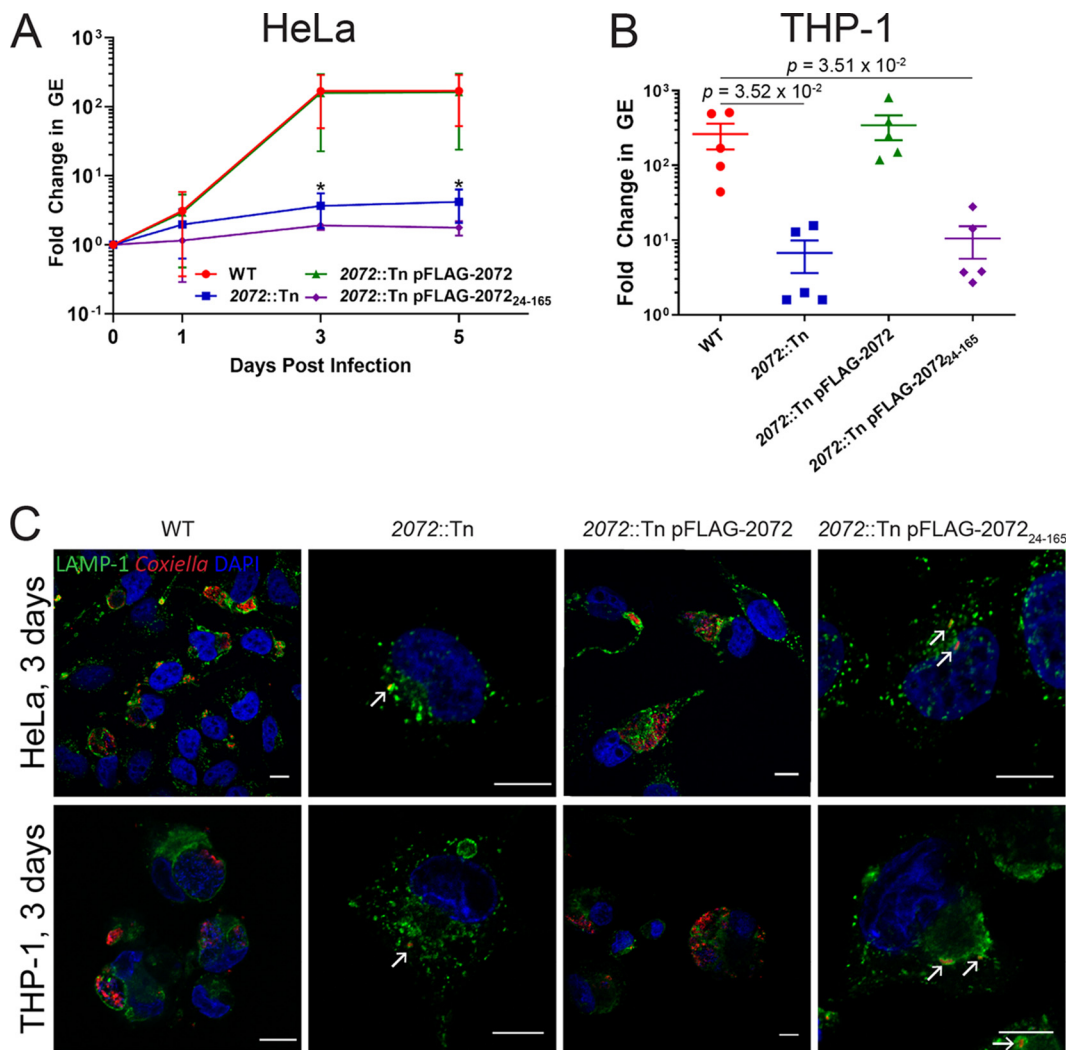 A
HeLa
Fold Change in GE
10³
10²
10¹
10⁰
10⁻¹
0
1
3
5
Days Post Infection
WT
2072::Tn pFLAG-2072
2072::Tn
2072::Tn pFLAG-2072₂₄₋₁₆₅
*
*
B
THP-1
p = 3.51 x 10⁻²
p = 3.52 x 10⁻²
Fold Change in GE
10³
10²
10¹
10⁰
WT
2072::Tn
2072::Tn pFLAG-2072
2072::Tn pFLAG-2072₂₄₋₁₆₅
C
WT
2072::Tn
2072::Tn pFLAG-2072
2072::Tn pFLAG-2072₂₄₋₁₆₅
LAMP-1 Coxiella DAPI
HeLa, 3 days
THP-1, 3 days